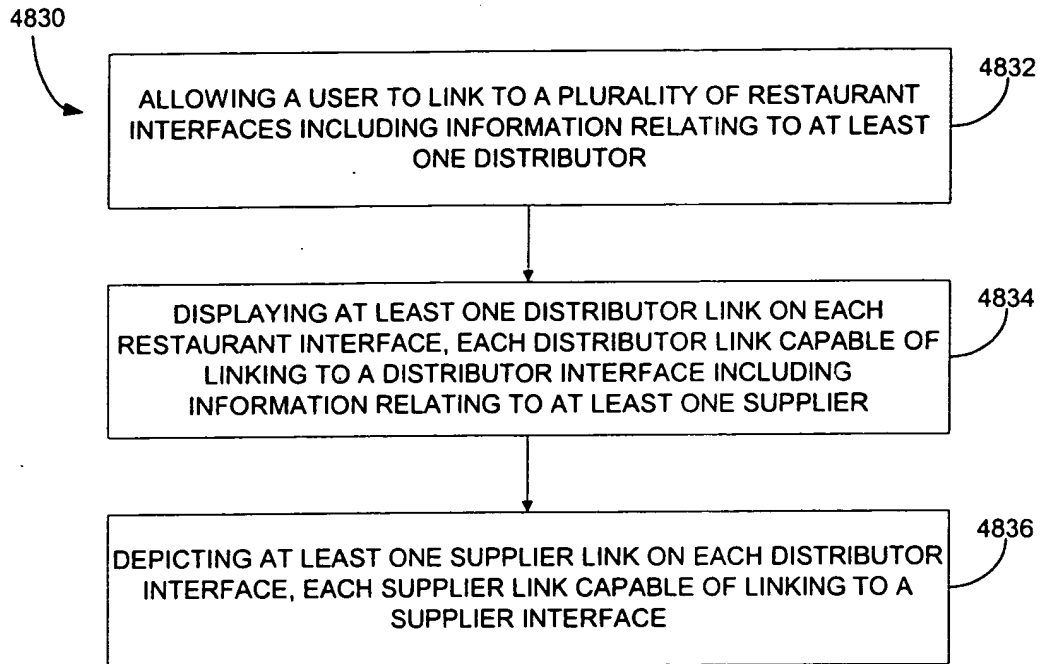 4830
4832
ALLOWING A USER TO LINK TO A PLURALITY OF RESTAURANT
INTERFACES INCLUDING INFORMATION RELATING TO AT LEAST
ONE DISTRIBUTOR
4834
DISPLAYING AT LEAST ONE DISTRIBUTOR LINK ON EACH
RESTAURANT INTERFACE, EACH DISTRIBUTOR LINK CAPABLE OF
LINKING TO A DISTRIBUTOR INTERFACE INCLUDING
INFORMATION RELATING TO AT LEAST ONE SUPPLIER
4836
DEPICTING AT LEAST ONE SUPPLIER LINK ON EACH DISTRIBUTOR
INTERFACE, EACH SUPPLIER LINK CAPABLE OF LINKING TO A
SUPPLIER INTERFACE